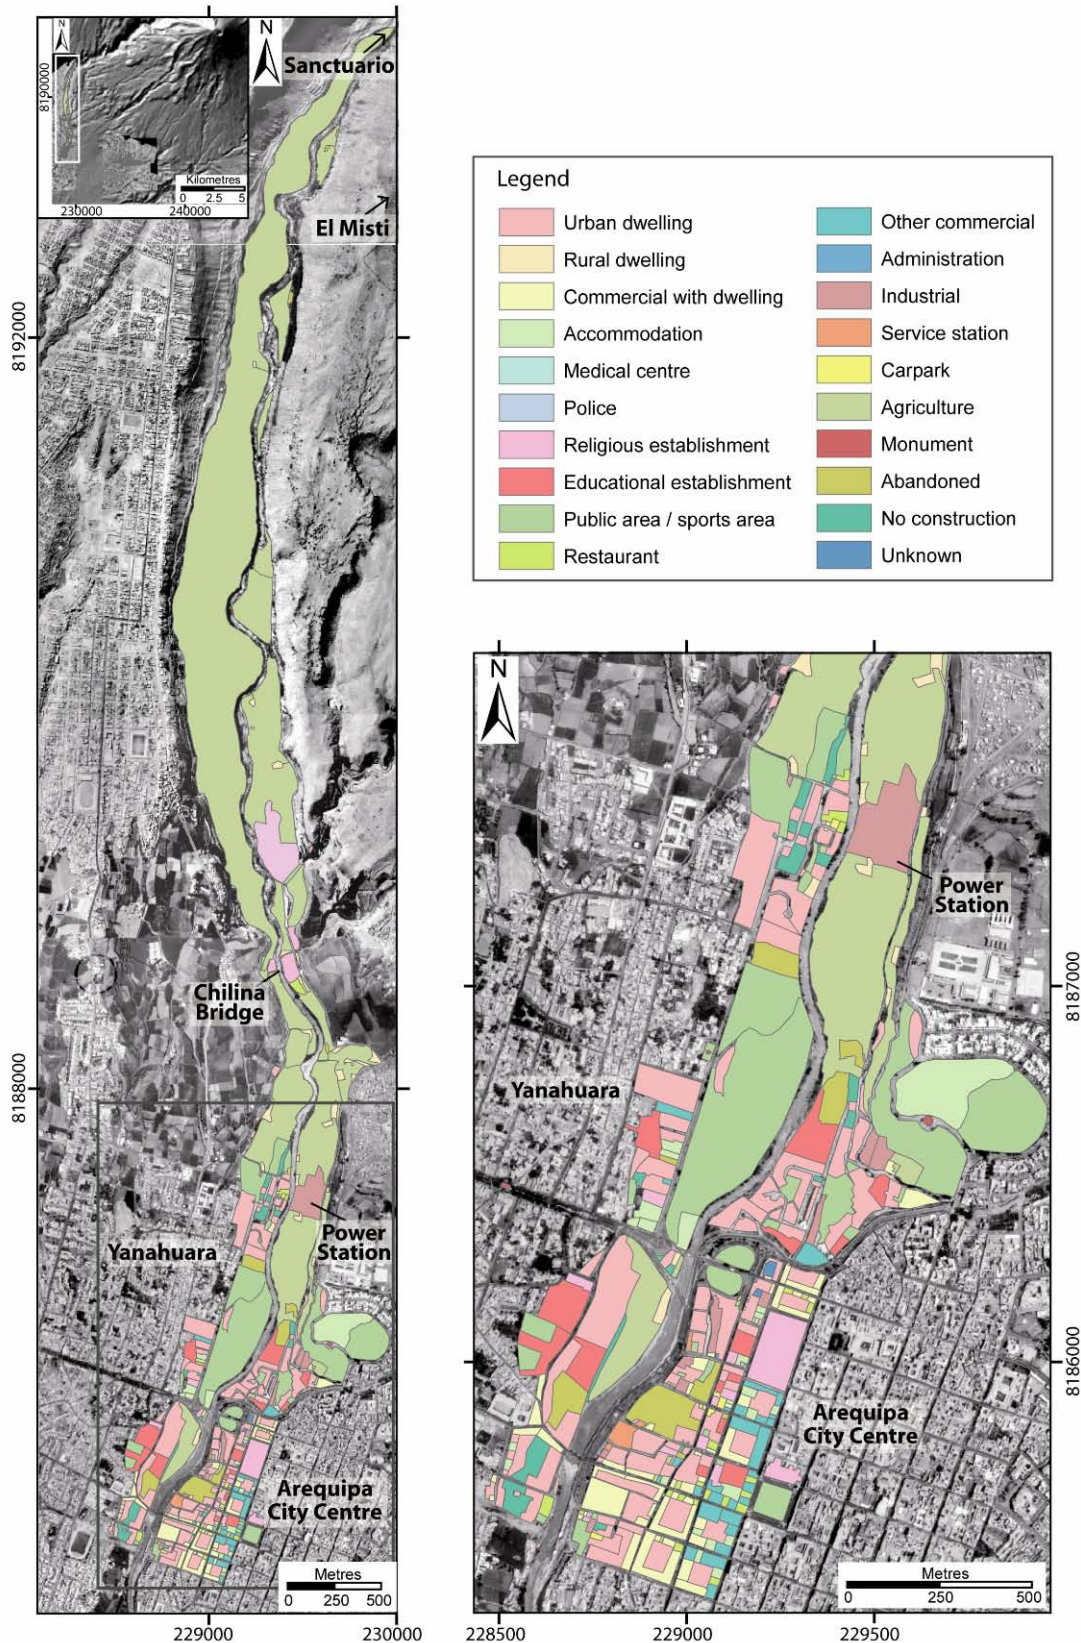 N
8190000
Kilometres
0 2.5 5
230000 240000
N
Sanctuario
El Misti
8192000
Chilina
Bridge
8188000
Yanahuara
Power
Station
Arequipa
City Centre
Metres
0 250 500
229000 230000
Legend
Urban dwelling
Rural dwelling
Commercial with dwelling
Accommodation
Medical centre
Police
Religious establishment
Educational establishment
Public area / sports area
Restaurant
Other commercial
Administration
Industrial
Service station
Carpark
Agriculture
Monument
Abandoned
No construction
Unknown
N
Power
Station
8187000
Yanahuara
8186000
Arequipa
City Centre
Metres
0 250 500
228500 229000 229500